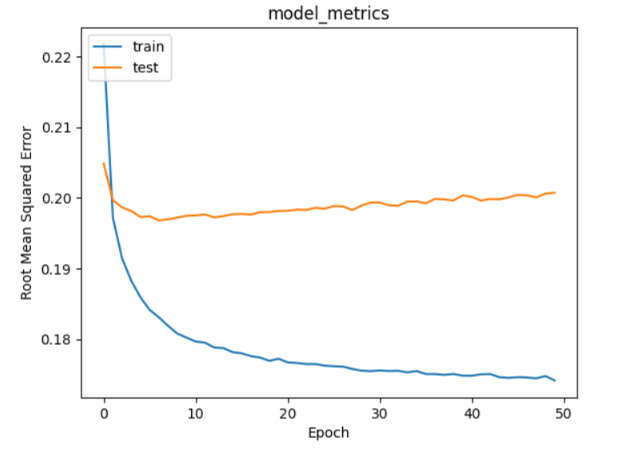 model_metrics
train
test
0.22
0.21
0.20
0.19
0.18
Root Mean Squared Error
0 10 20 30 40 50
Epoch